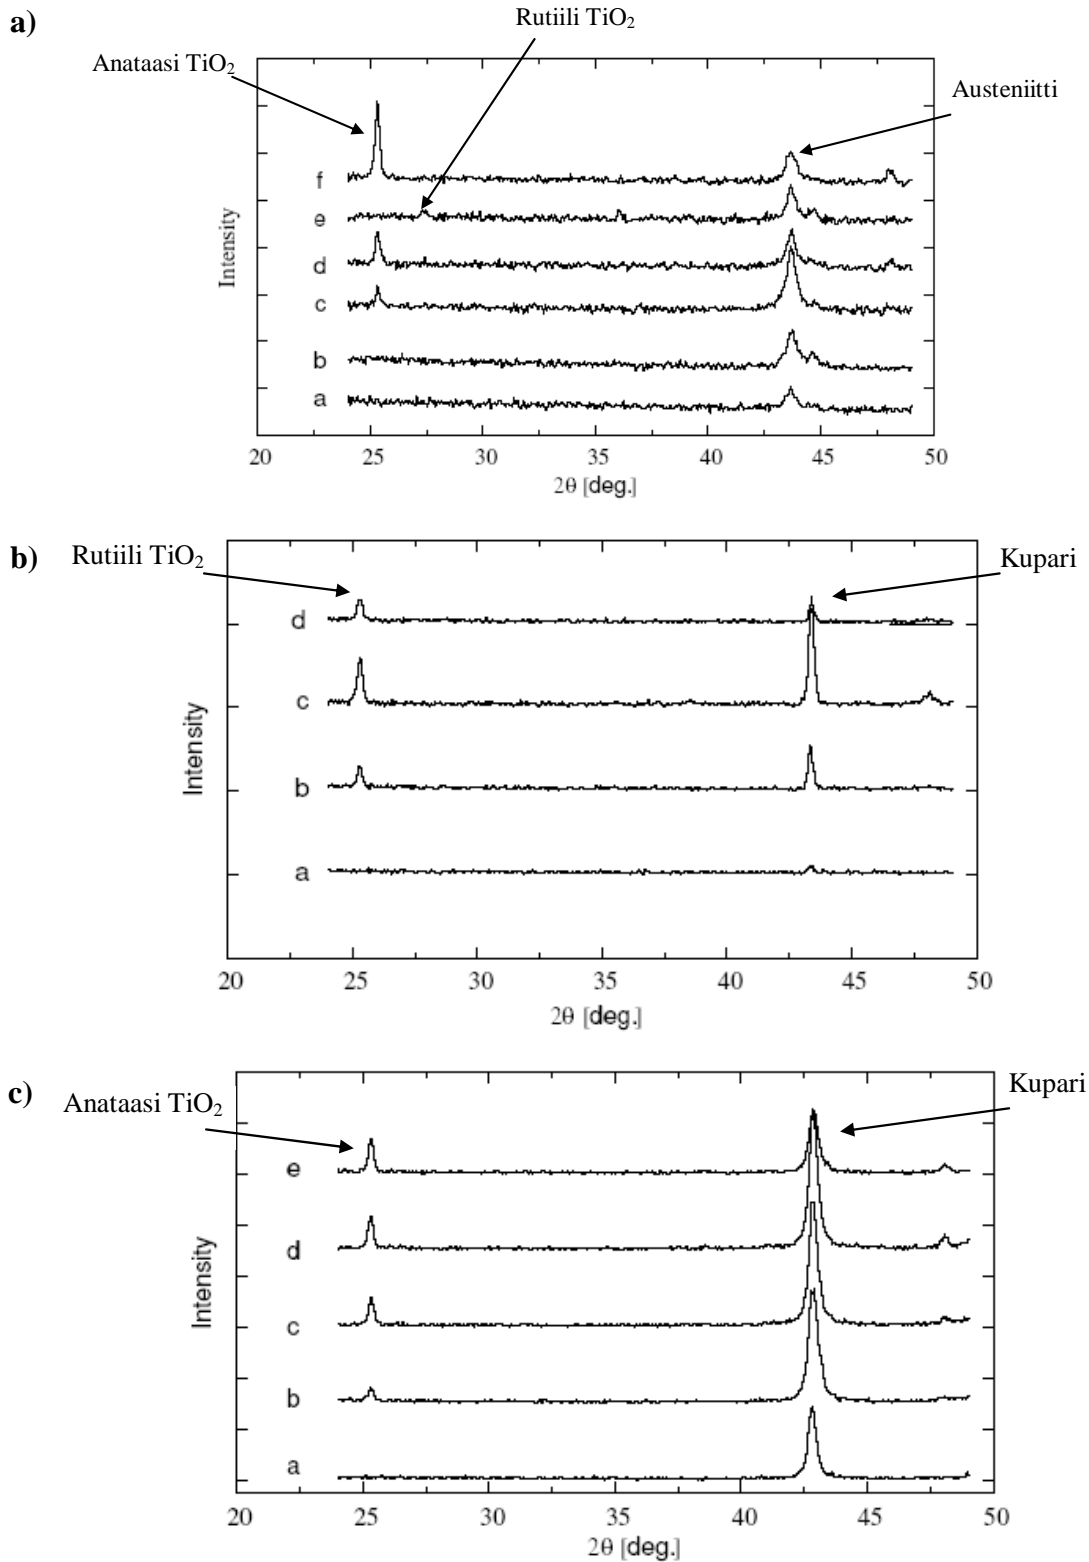 a)
Rutiili TiO₂
Anataasi TiO₂
Austeniitti
f
e
d
c
b
a
Intensity
20 25 30 35 40 45 50
2θ [deg.]
b)
Rutiili TiO₂
Kupari
d
c
b
a
Intensity
20 25 30 35 40 45 50
2θ [deg.]
c)
Anataasi TiO₂
Kupari
e
d
c
b
a
Intensity
20 25 30 35 40 45 50
2θ [deg.]